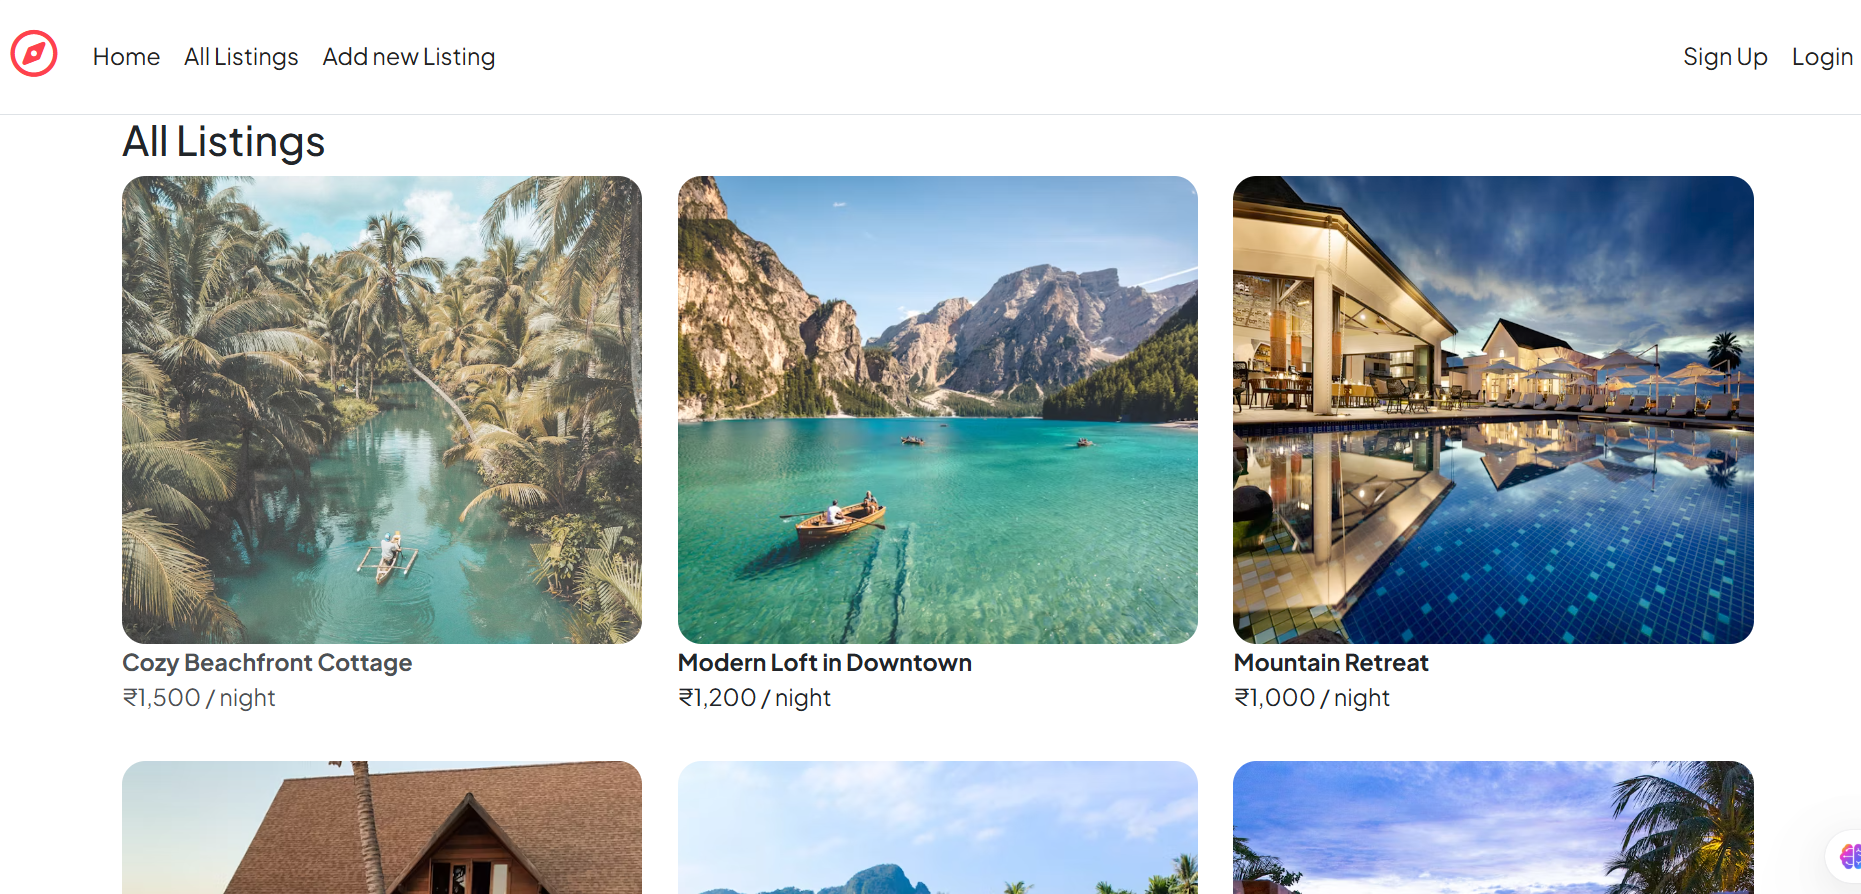 Home All Listings Add new Listing Sign Up Login
All Listings
Cozy Beachfront Cottage
₹1,500 / night
Modern Loft in Downtown
₹1,200 / night
Mountain Retreat
₹1,000 / night